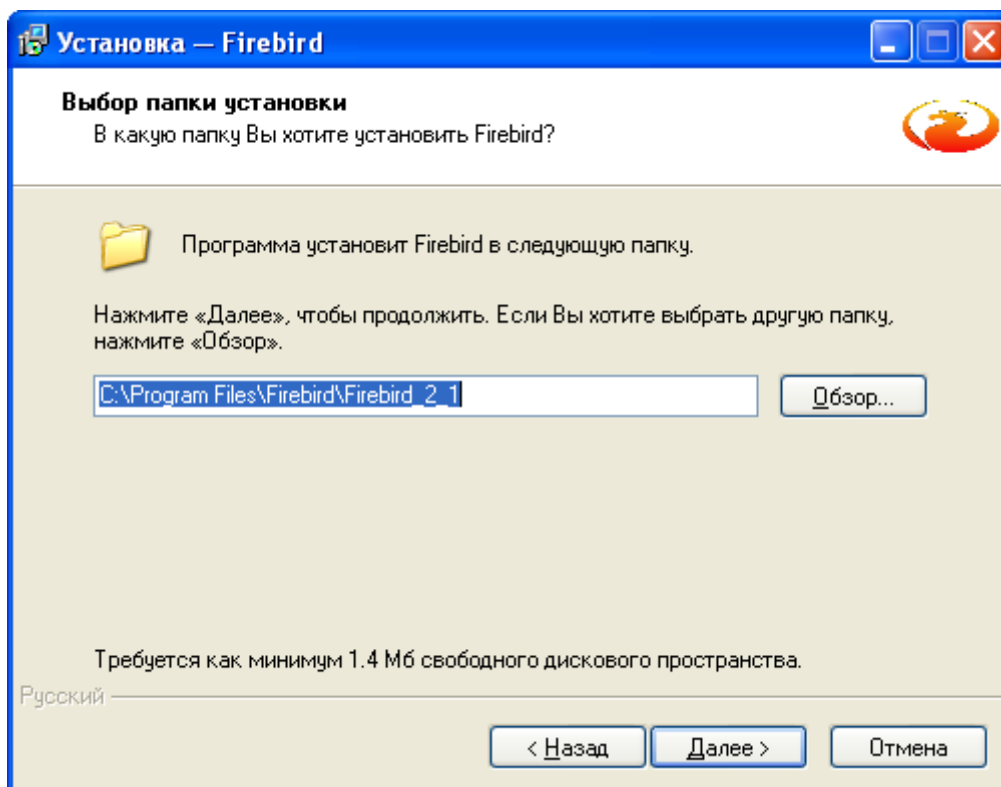 Установка — Firebird
Выбор папки установки
В какую папку Вы хотите установить Firebird?
Программа установит Firebird в следующую папку.
Нажмите «Далее», чтобы продолжить. Если Вы хотите выбрать другую папку,
нажмите «Обзор».
C:\Program Files\Firebird\Firebird_2_1
Обзор...
Требуется как минимум 1.4 Мб свободного дискового пространства.
Русский
< Назад
Далее >
Отмена